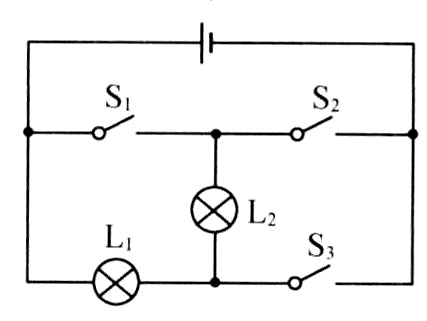 S₁ S₂
L₂
L₁ S₃